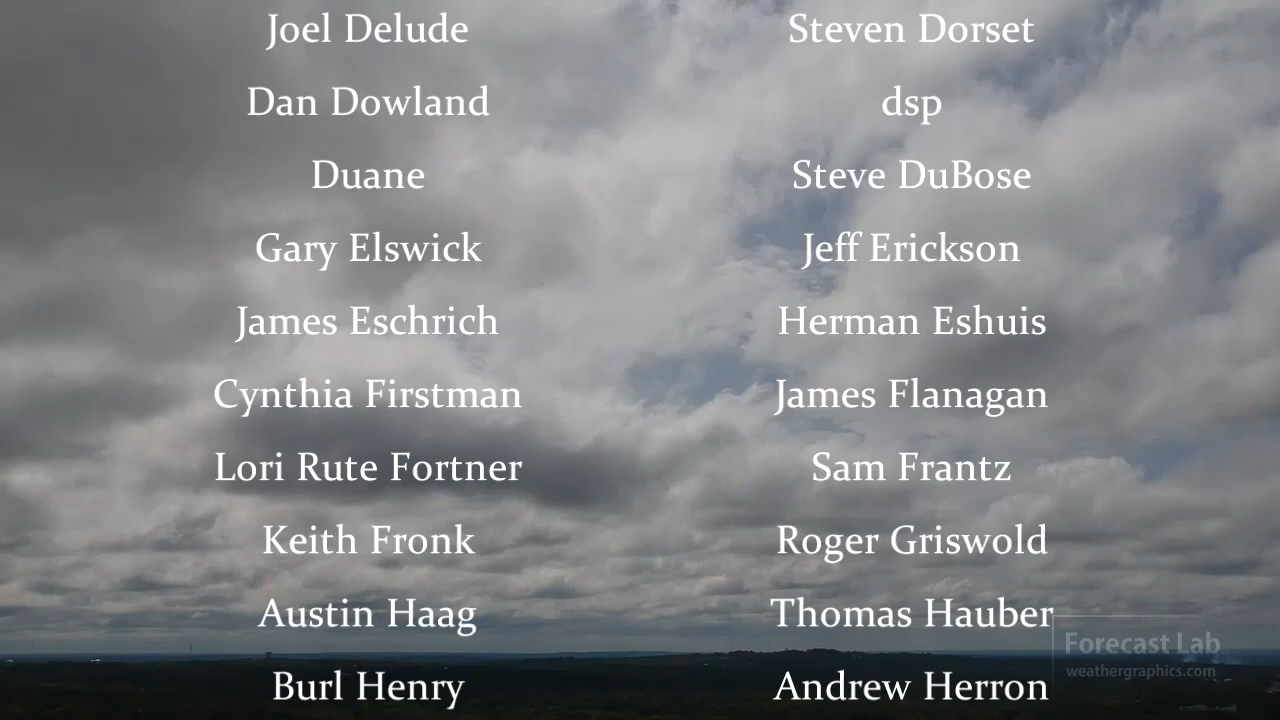 Joel Delude
Steven Dorset
Dan Dowland
dsp
Duane
Steve DuBose
Gary Elswick
Jeff Erickson
James Eschrich
Herman Eshuis
Cynthia Firstman
James Flanagan
Lori Rute Fortner
Sam Frantz
Keith Fronk
Roger Griswold
Austin Haag
Thomas Hauber
Forecast Lab
weathergraphics.com
Burl Henry
Andrew Herron